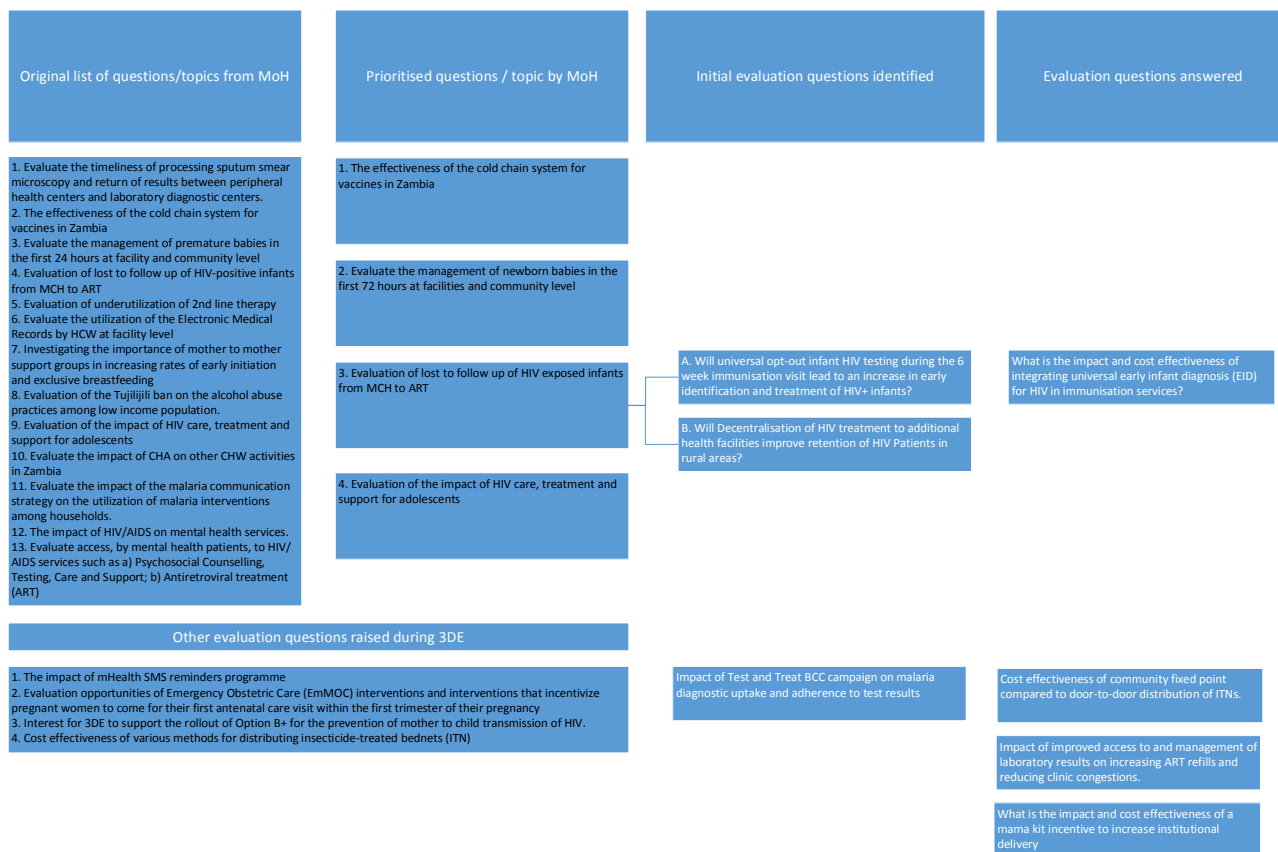 Original list of questions/topics from MoH
Prioritised questions / topic by MoH
Initial evaluation questions identified
Evaluation questions answered
1. Evaluate the timeliness of processing sputum smear
microscopy and return of results between peripheral
health centers and laboratory diagnostic centers.
2. The effectiveness of the cold chain system for
vaccines in Zambia
3. Evaluate the management of premature babies in
the first 24 hours at facility and community level
4. Evaluation of lost to follow up of HIV-positive infants
from MCH to ART
5. Evaluation of underutilization of 2nd line therapy
6. Evaluate the utilization of the Electronic Medical
Records by HCW at facility level
7. Investigating the importance of mother to mother
support groups in increasing rates of early initiation
and exclusive breastfeeding
8. Evaluation of the Tujilijili ban on the alcohol abuse
practices among low income population.
9. Evaluation of the impact of HIV care, treatment and
support for adolescents
10. Evaluate the impact of CHA on other CHW activities
in Zambia
11. Evaluate the impact of the malaria communication
strategy on the utilization of malaria interventions
among households.
12. The impact of HIV/AIDS on mental health services.
13. Evaluate access, by mental health patients, to HIV/
AIDS services such as a) Psychosocial Counselling,
Testing, Care and Support; b) Antiretroviral treatment
(ART)
1. The effectiveness of the cold chain system for
vaccines in Zambia
2. Evaluate the management of newborn babies in the
first 72 hours at facilities and community level
3. Evaluation of lost to follow up of HIV exposed infants
from MCH to ART
4. Evaluation of the impact of HIV care, treatment and
support for adolescents
A. Will universal opt-out infant HIV testing during the 6
week immunisation visit lead to an increase in early
identification and treatment of HIV+ infants?
B. Will Decentralisation of HIV treatment to additional
health facilities improve retention of HIV Patients in
rural areas?
What is the impact and cost effectiveness of
integrating universal early infant diagnosis (EID)
for HIV in immunisation services?
Other evaluation questions raised during 3DE
1. The impact of mHealth SMS reminders programme
2. Evaluation opportunities of Emergency Obstetric Care (EmMOC) interventions and interventions that incentivize
pregnant women to come for their first antenatal care visit within the first trimester of their pregnancy
3. Interest for 3DE to support the rollout of Option B+ for the prevention of mother to child transmission of HIV.
4. Cost effectiveness of various methods for distributing insecticide-treated bednets (ITN)
Impact of Test and Treat BCC campaign on malaria
diagnostic uptake and adherence to test results
Cost effectiveness of community fixed point
compared to door-to-door distribution of ITNs.
Impact of improved access to and management of
laboratory results on increasing ART refills and
reducing clinic congestions.
What is the impact and cost effectiveness of a
mama kit incentive to increase institutional
delivery